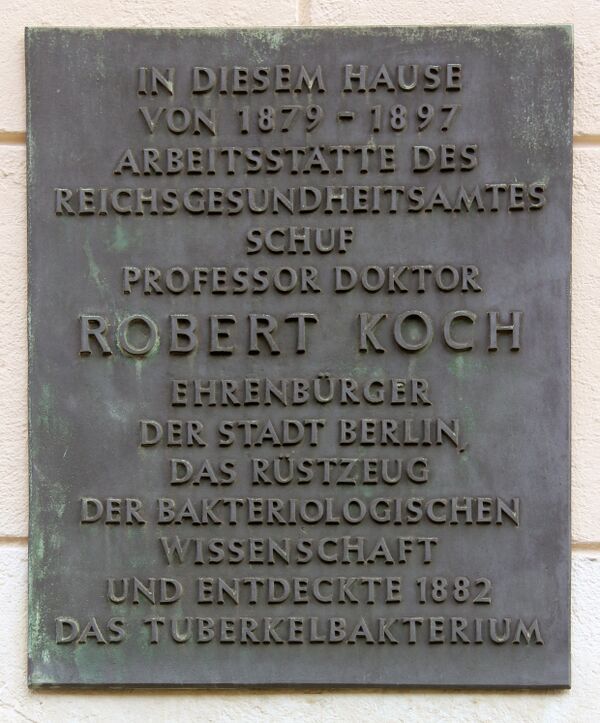 IN DIESEM HAUSE
VON 1879 - 1897
ARBEITSSTÄTTE DES
REICHSGESUNDHEITSAMTES
SCHUF
PROFESSOR DOKTOR
ROBERT KOCH
EHRENBÜRGER
DER STADT BERLIN,
DAS RÜSTZEUG
DER BAKTERIOLOGISCHEN
WISSENSCHAFT
UND ENTDECKTE 1882
DAS TUBERKELBAKTERIUM